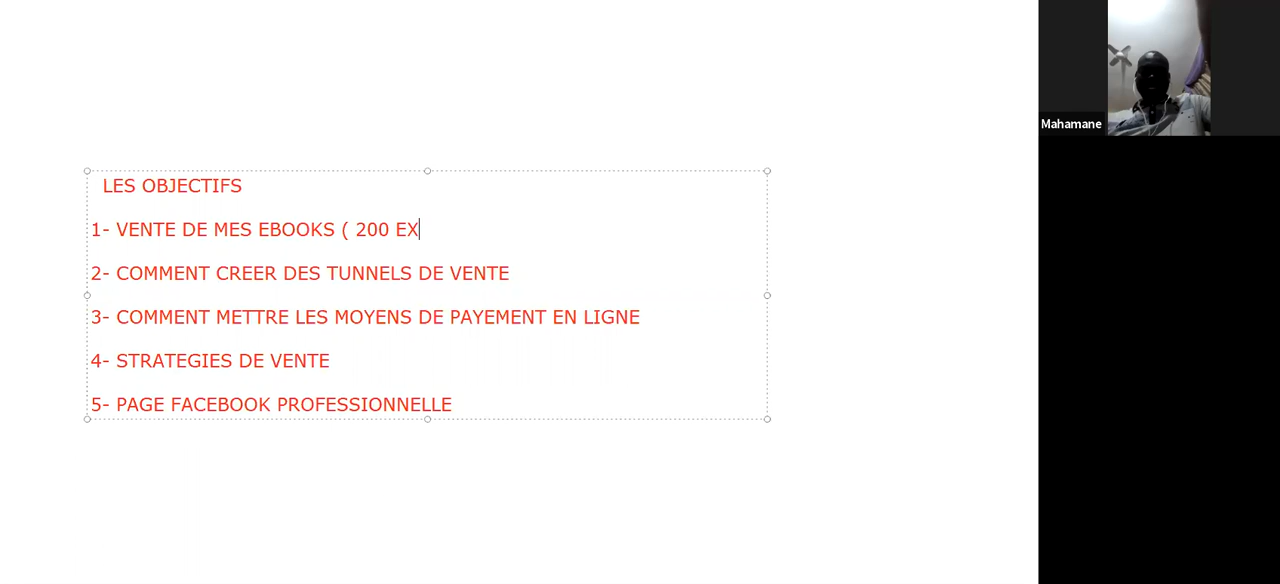 LES OBJECTIFS
1- VENTE DE MES EBOOKS ( 200 EX
2- COMMENT CREER DES TUNNELS DE VENTE
3- COMMENT METTRE LES MOYENS DE PAYEMENT EN LIGNE
4- STRATEGIES DE VENTE
5- PAGE FACEBOOK PROFESSIONNELLE
Mahamane